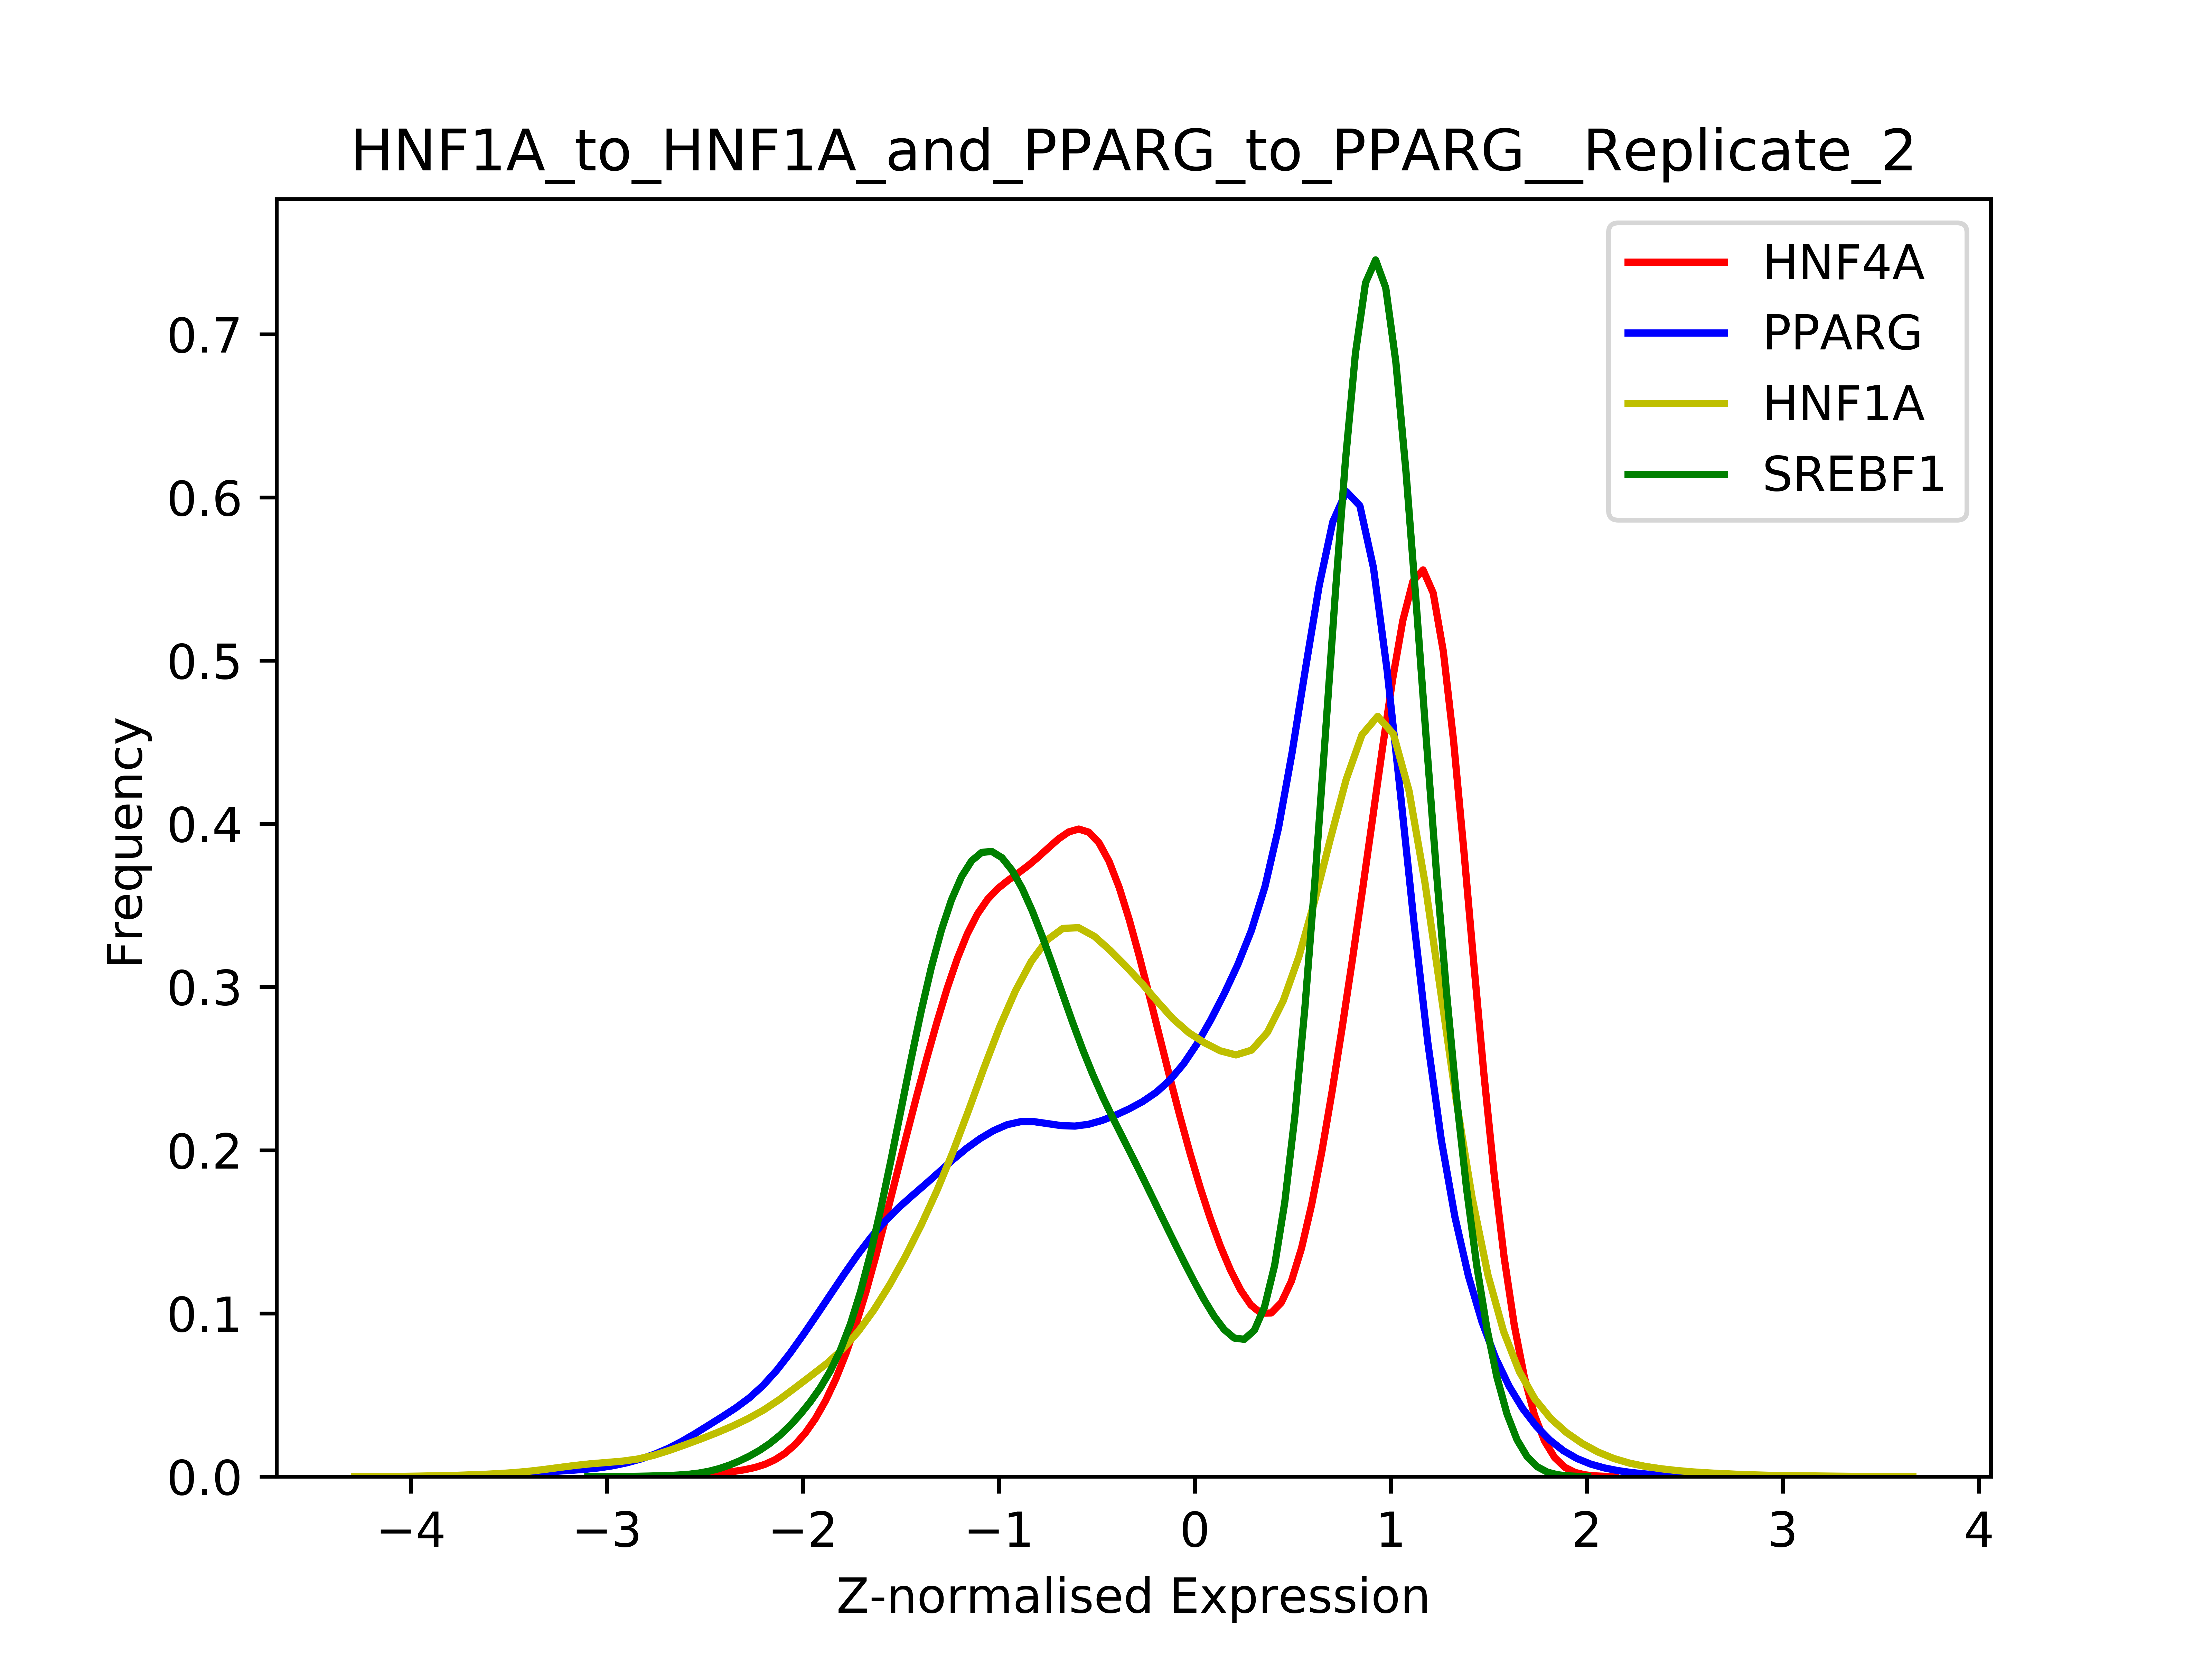 HNF1A_to_HNF1A_and_PPARG_to_PPARG__Replicate_2
HNF4A
PPARG
HNF1A
SREBF1
Frequency
0.7
0.6
0.5
0.4
0.3
0.2
0.1
0.0
−4 −3 −2 −1 0 1 2 3 4
Z-normalised Expression